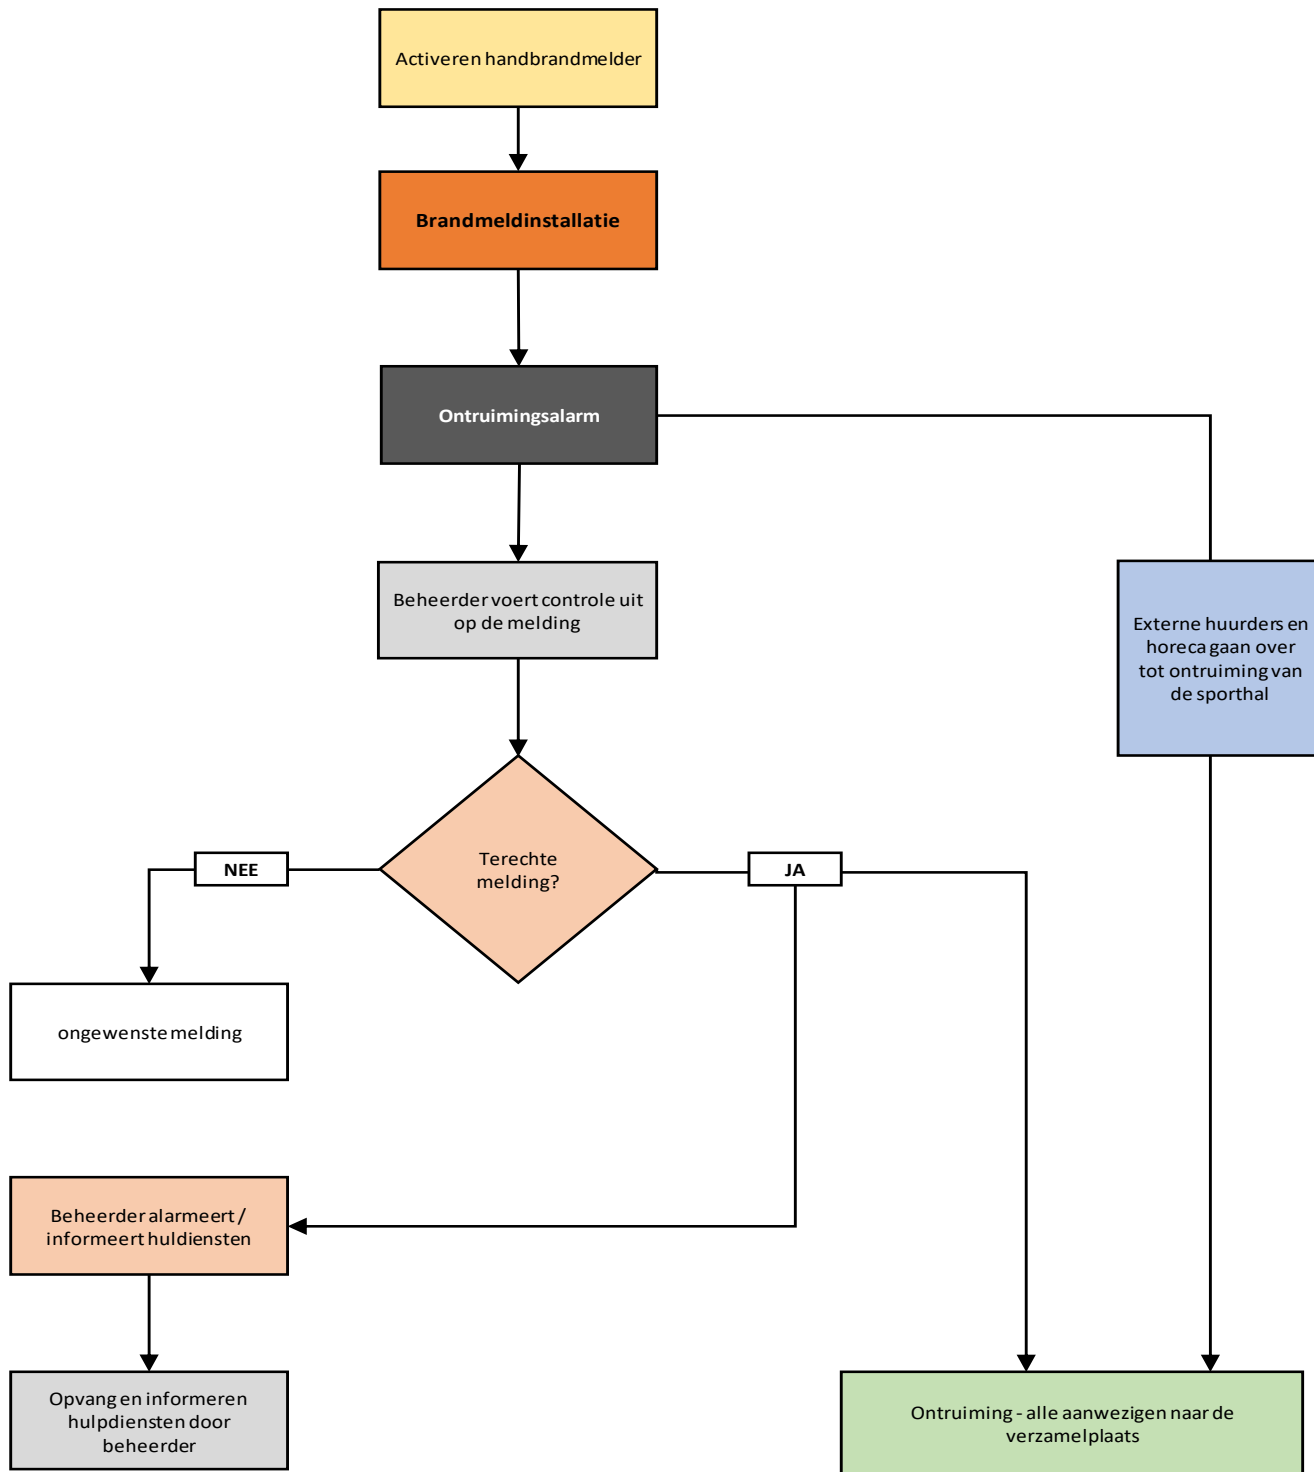 Activeren handbrandmelder
Brandmeldinstallatie
Ontruimingsalarm
Beheerder voert controle uit
op de melding
Externe huurders en
horeca gaan over
tot ontruiming van
de sporthal
Terechte
melding?
NEE
JA
ongewenste melding
Beheerder alarmeert /
informeert huldiensten
Opvang en informeren
hulpdiensten door
beheerder
Ontruiming - alle aanwezigen naar de
verzamelplaats